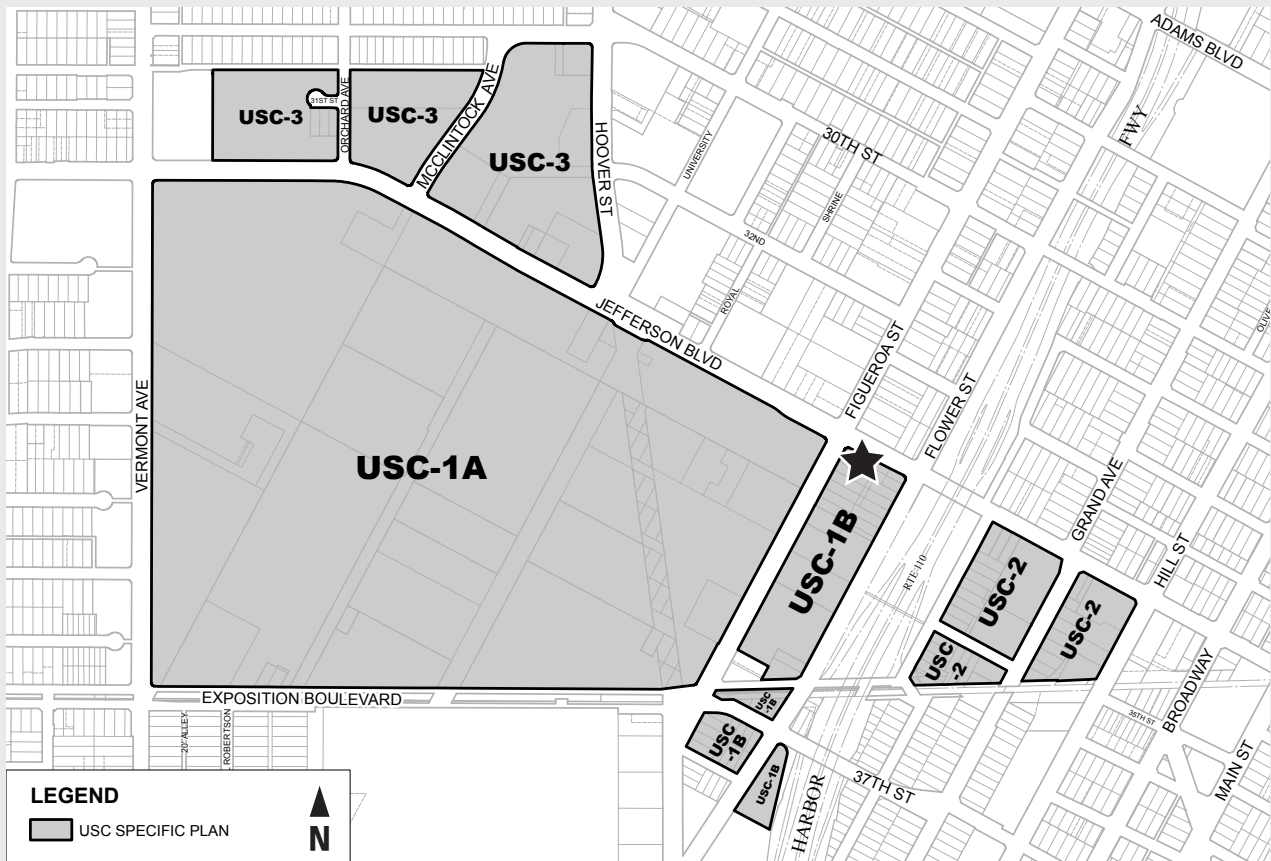 ADAMS BLVD
FWY
31ST ST
ORCHARD AVE
USC-3
USC-3
MCCLINTOCK AVE
USC-3
HOOVER ST
UNIVERSITY
30TH ST
SHRINE
32ND
ROYAL
JEFFERSON BLVD
FIGUEROA ST
FLOWER ST
VERMONT AVE
USC-1A
USC-1B
RTE-110
GRAND AVE
HILL ST
USC-2
USC-2
USC
-2
BROADWAY
EXPOSITION BOULEVARD
USC
-1B
USC
-1B
USC-1B
35TH ST
MAIN ST
20' ALLEY
ROBERTSON
37TH ST
HARBOR
LEGEND
USC SPECIFIC PLAN
N